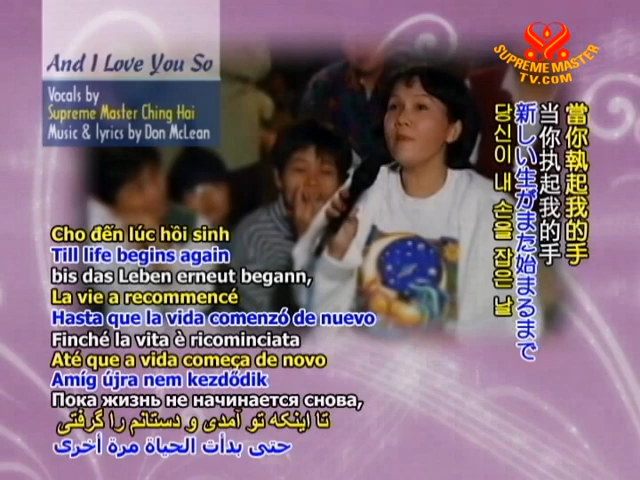 And I Love You So
Vocals by
Supreme Master Ching Hai
Music & lyrics by Don McLean
SUPREME MASTER
TV.COM
當你執起我的手
当你执起我的手
新しい生がまた始まるまで
당신이 내 손을 잡은 날
Cho đến lúc hồi sinh
Till life begins again
bis das Leben erneut begann,
La vie a recommencé
Hasta que la vida comenzó de nuevo
Finché la vita è ricominciata
Até que a vida começa de novo
Amíg újra nem kezdődik
Пока жизнь не начинается снова,
تا اینکه تو آمدی و دستانم را گرفتی
حتى بدأت الحياة مرة أخرى